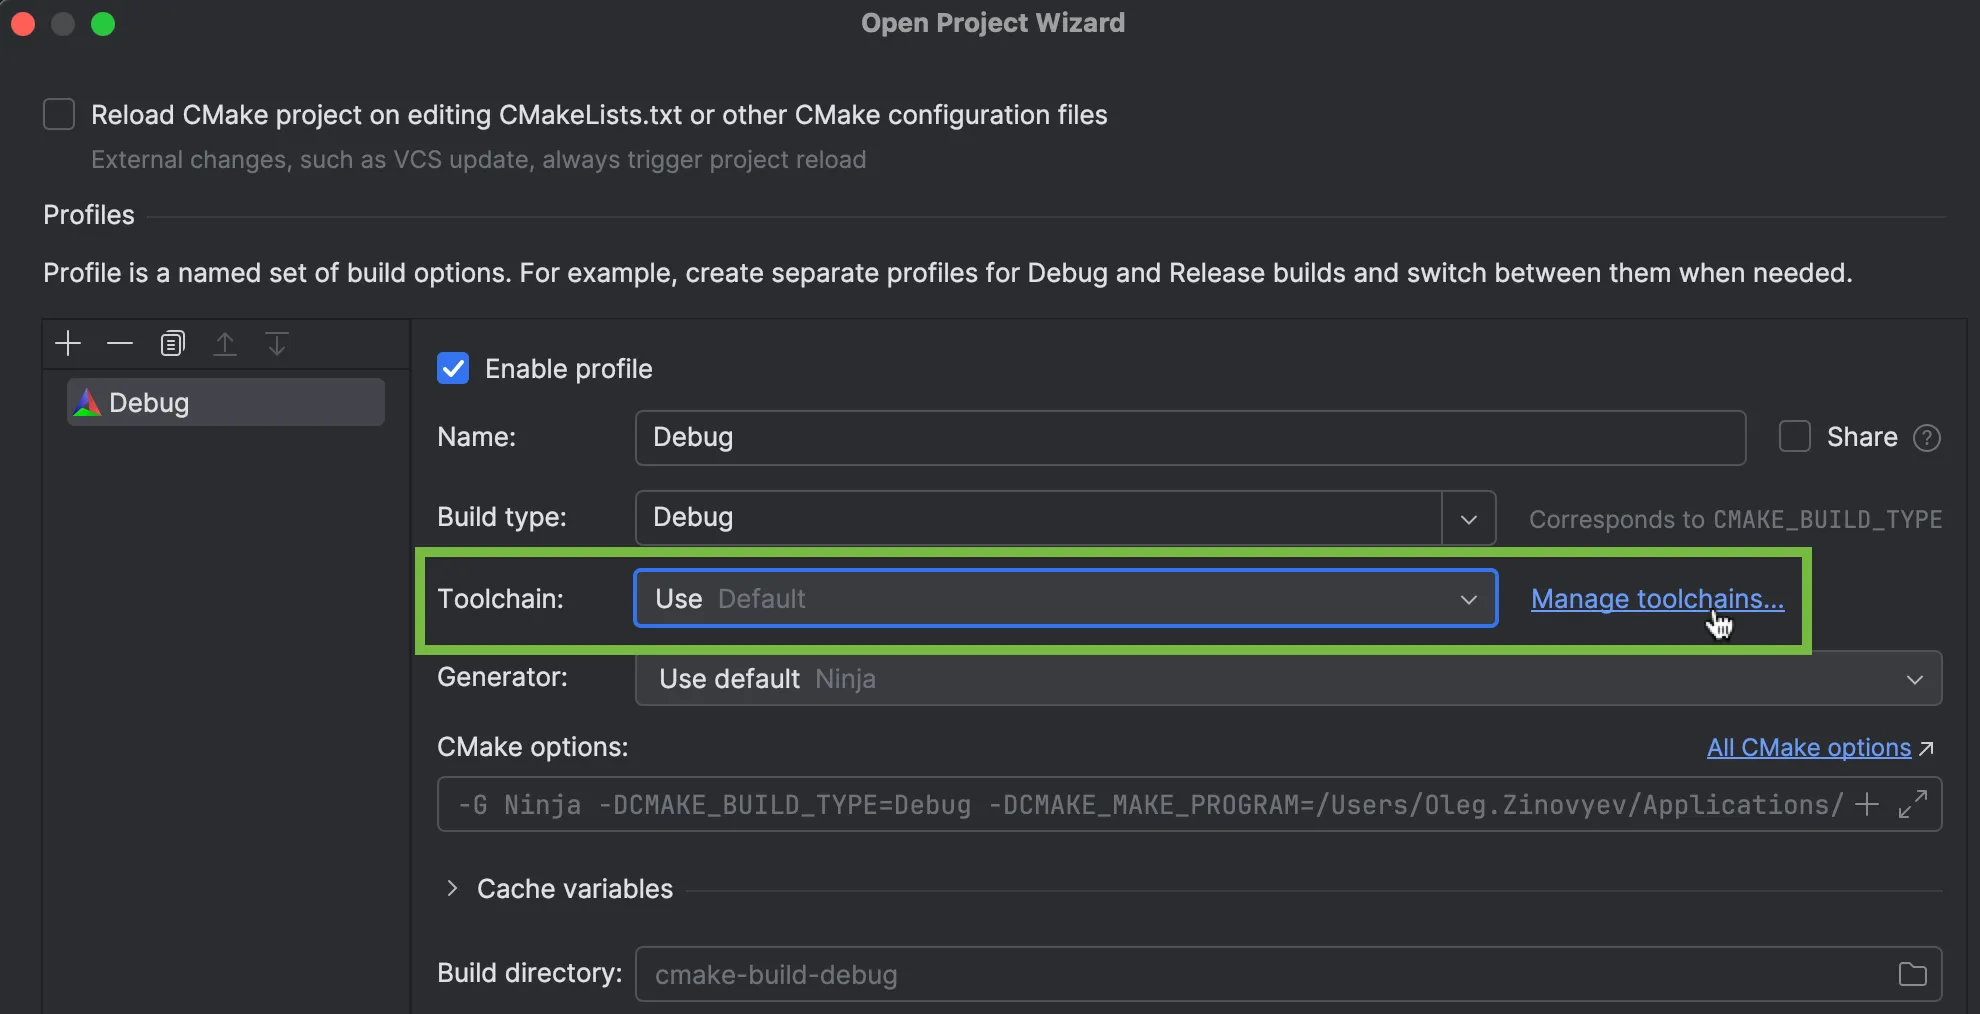 Open Project Wizard
Reload CMake project on editing CMakeLists.txt or other CMake configuration files
External changes, such as VCS update, always trigger project reload
Profiles
Profile is a named set of build options. For example, create separate profiles for Debug and Release builds and switch between them when needed.
Debug
Enable profile
Name: Debug Share ?
Build type: Debug Corresponds to CMAKE_BUILD_TYPE
Toolchain: Use Default Manage toolchains...
Generator: Use default Ninja
CMake options: All CMake options
-G Ninja -DCMAKE_BUILD_TYPE=Debug -DCMAKE_MAKE_PROGRAM=/Users/Oleg.Zinovyev/Applications/
Cache variables
Build directory: cmake-build-debug